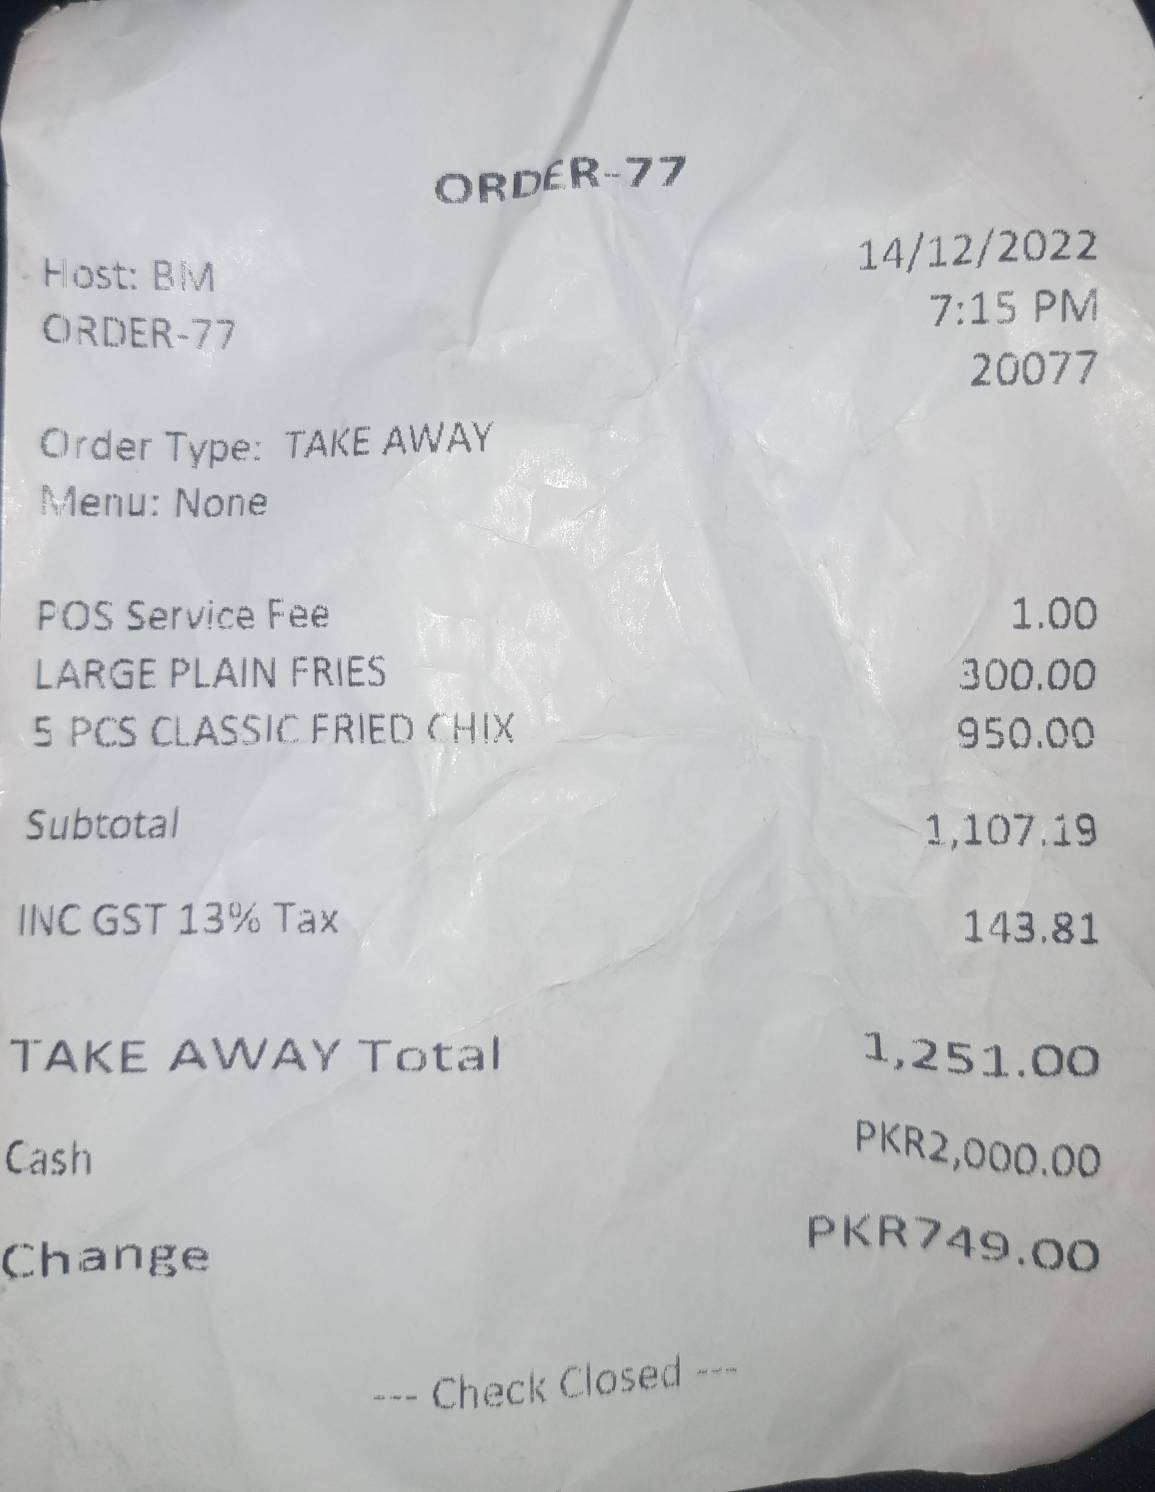 ORDER-77
Host: BM 14/12/2022
ORDER-77 7:15 PM
20077
Order Type: TAKE AWAY
Menu: None
POS Service Fee 1.00
LARGE PLAIN FRIES 300.00
5 PCS CLASSIC FRIED CHIX 950.00
Subtotal 1,107.19
INC GST 13% Tax 143.81
TAKE AWAY Total 1,251.00
Cash PKR2,000.00
Change PKR749.00
--- Check Closed ---